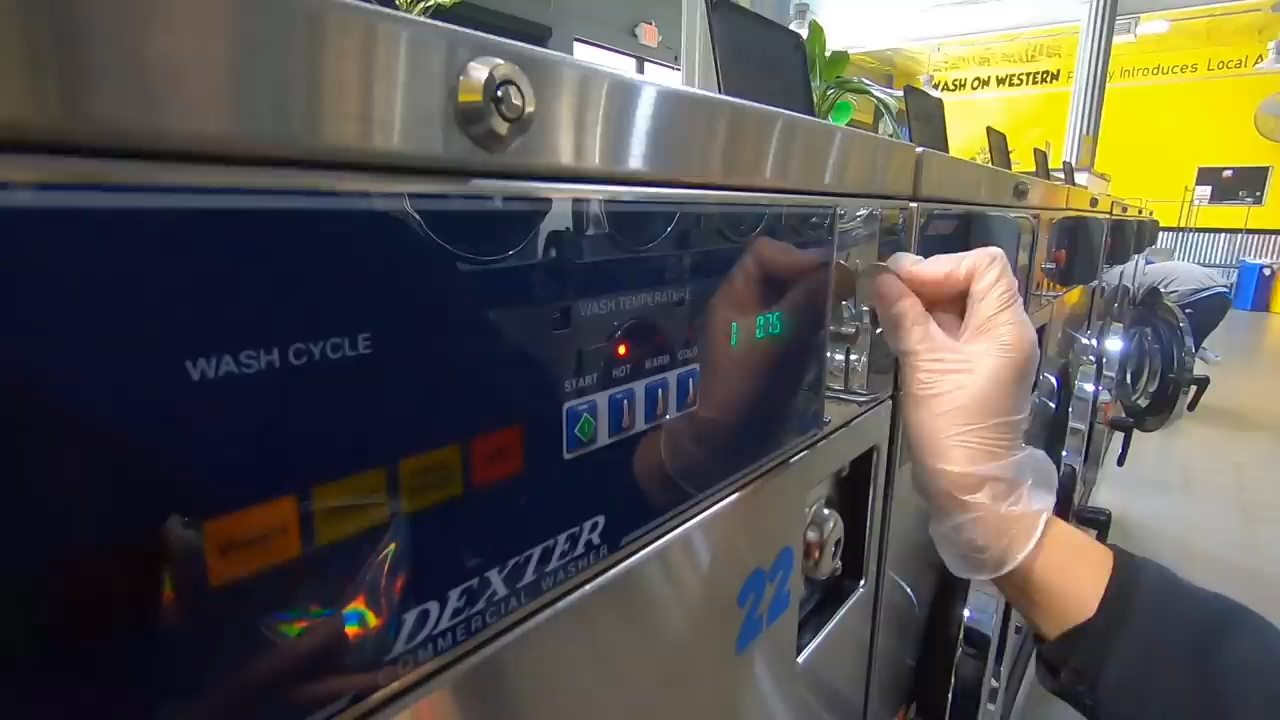 EXIT
WASH ON WESTERN
Introduces Local
WASH TEMPERATURE
0.75
START HOT WARM COLD
WASH CYCLE
DEXTER
COMMERCIAL WASHER
22